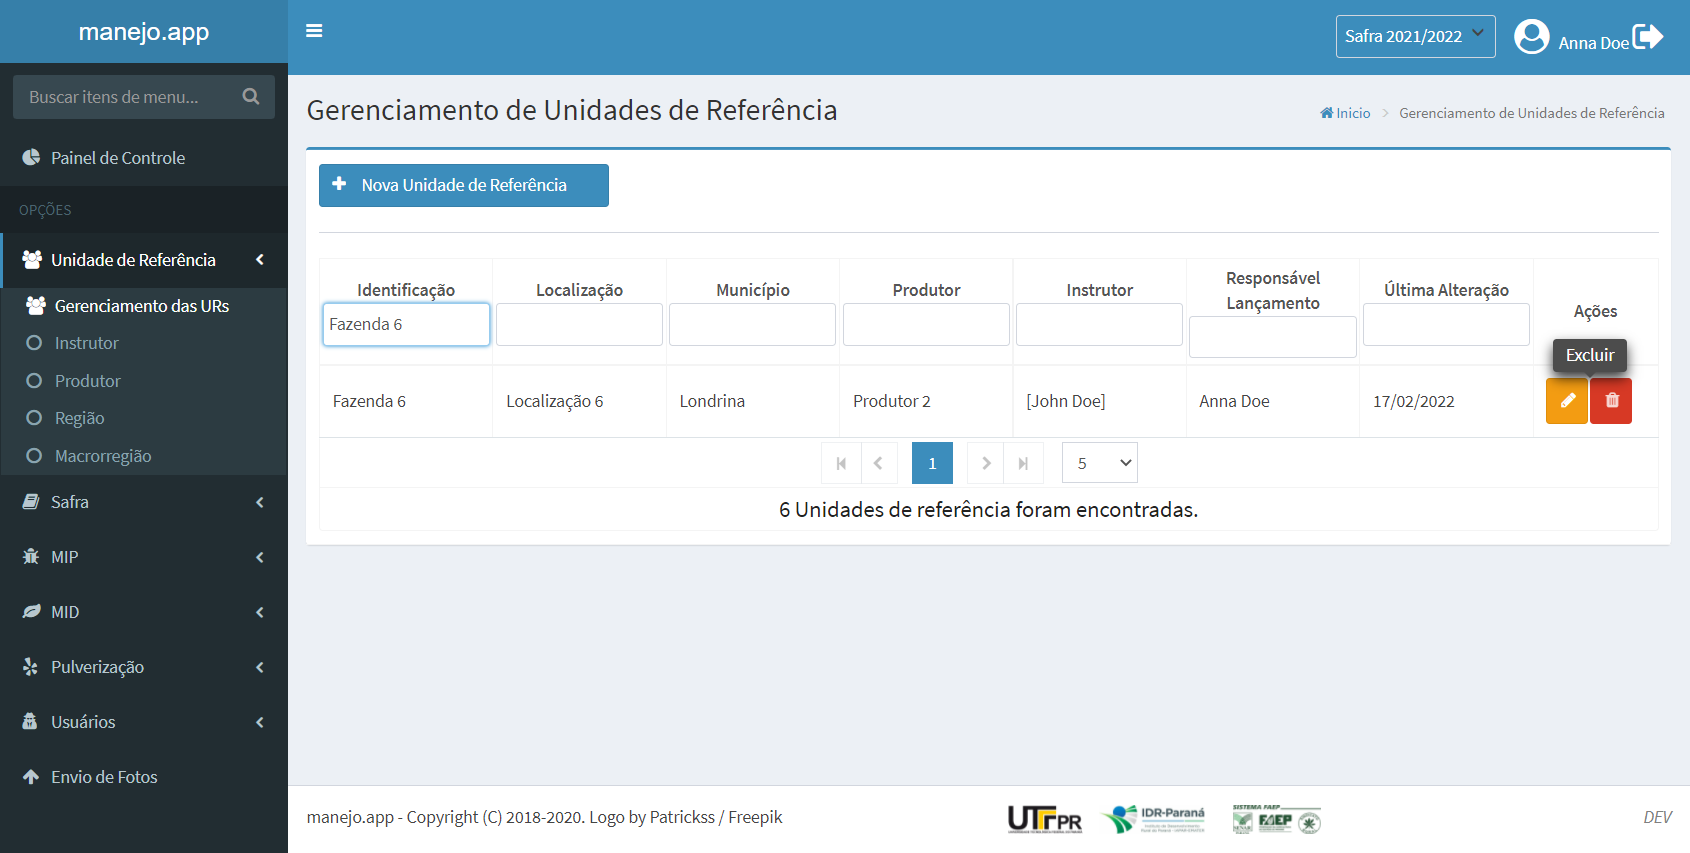 manejo.app
Safra 2021/2022
Anna Doe
Buscar itens de menu...
Painel de Controle
OPÇÕES
Unidade de Referência
Gerenciamento das URs
Instrutor
Produtor
Região
Macrorregião
Safra
MIP
MID
Pulverização
Usuários
Envio de Fotos
Gerenciamento de Unidades de Referência
Inicio > Gerenciamento de Unidades de Referência
Nova Unidade de Referência
Identificação Localização Município Produtor Instrutor Responsável Lançamento Última Alteração Ações
Fazenda 6
Excluir
Fazenda 6 Localização 6 Londrina Produtor 2 [John Doe] Anna Doe 17/02/2022
1 5
6 Unidades de referência foram encontradas.
manejo.app - Copyright (C) 2018-2020. Logo by Patrickss / Freepik
UTFPR
IDR-Paraná
SISTEMA FAEP
SENAR
FAEP
DEV